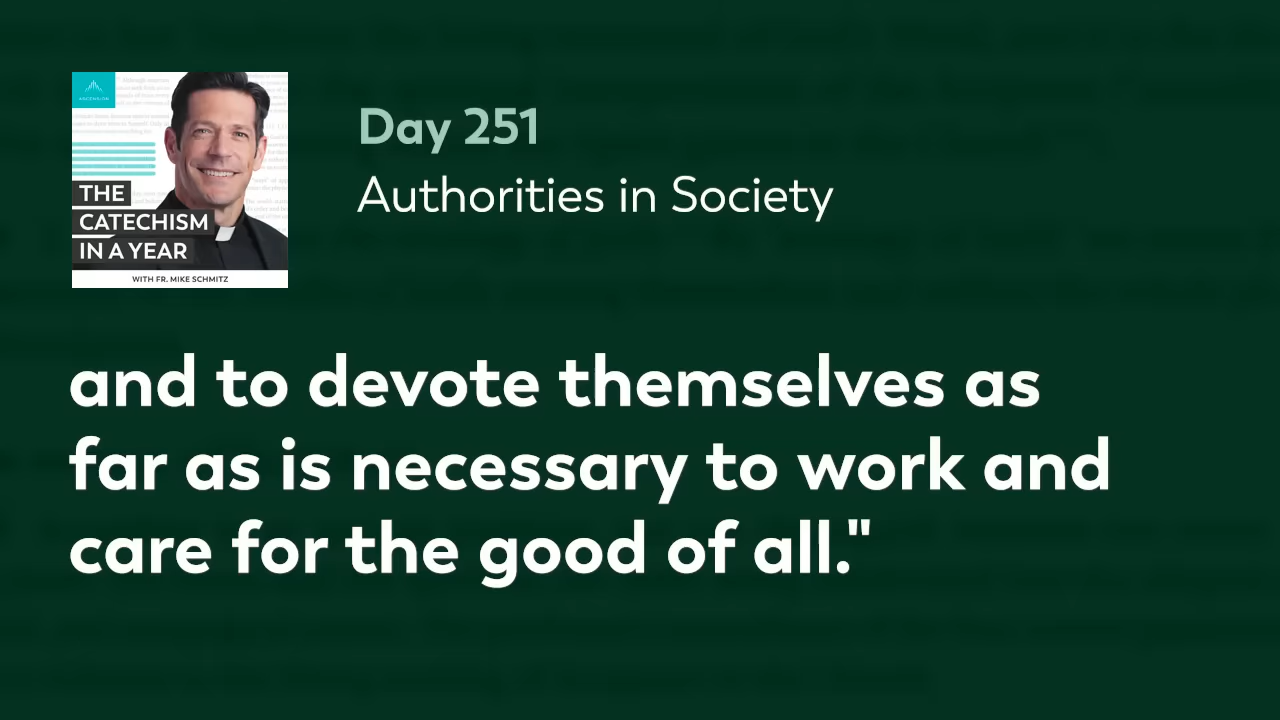 ASCENSION
THE
CATECHISM
IN A YEAR
WITH FR. MIKE SCHMITZ
Day 251
Authorities in Society
and to devote themselves as
far as is necessary to work and
care for the good of all."